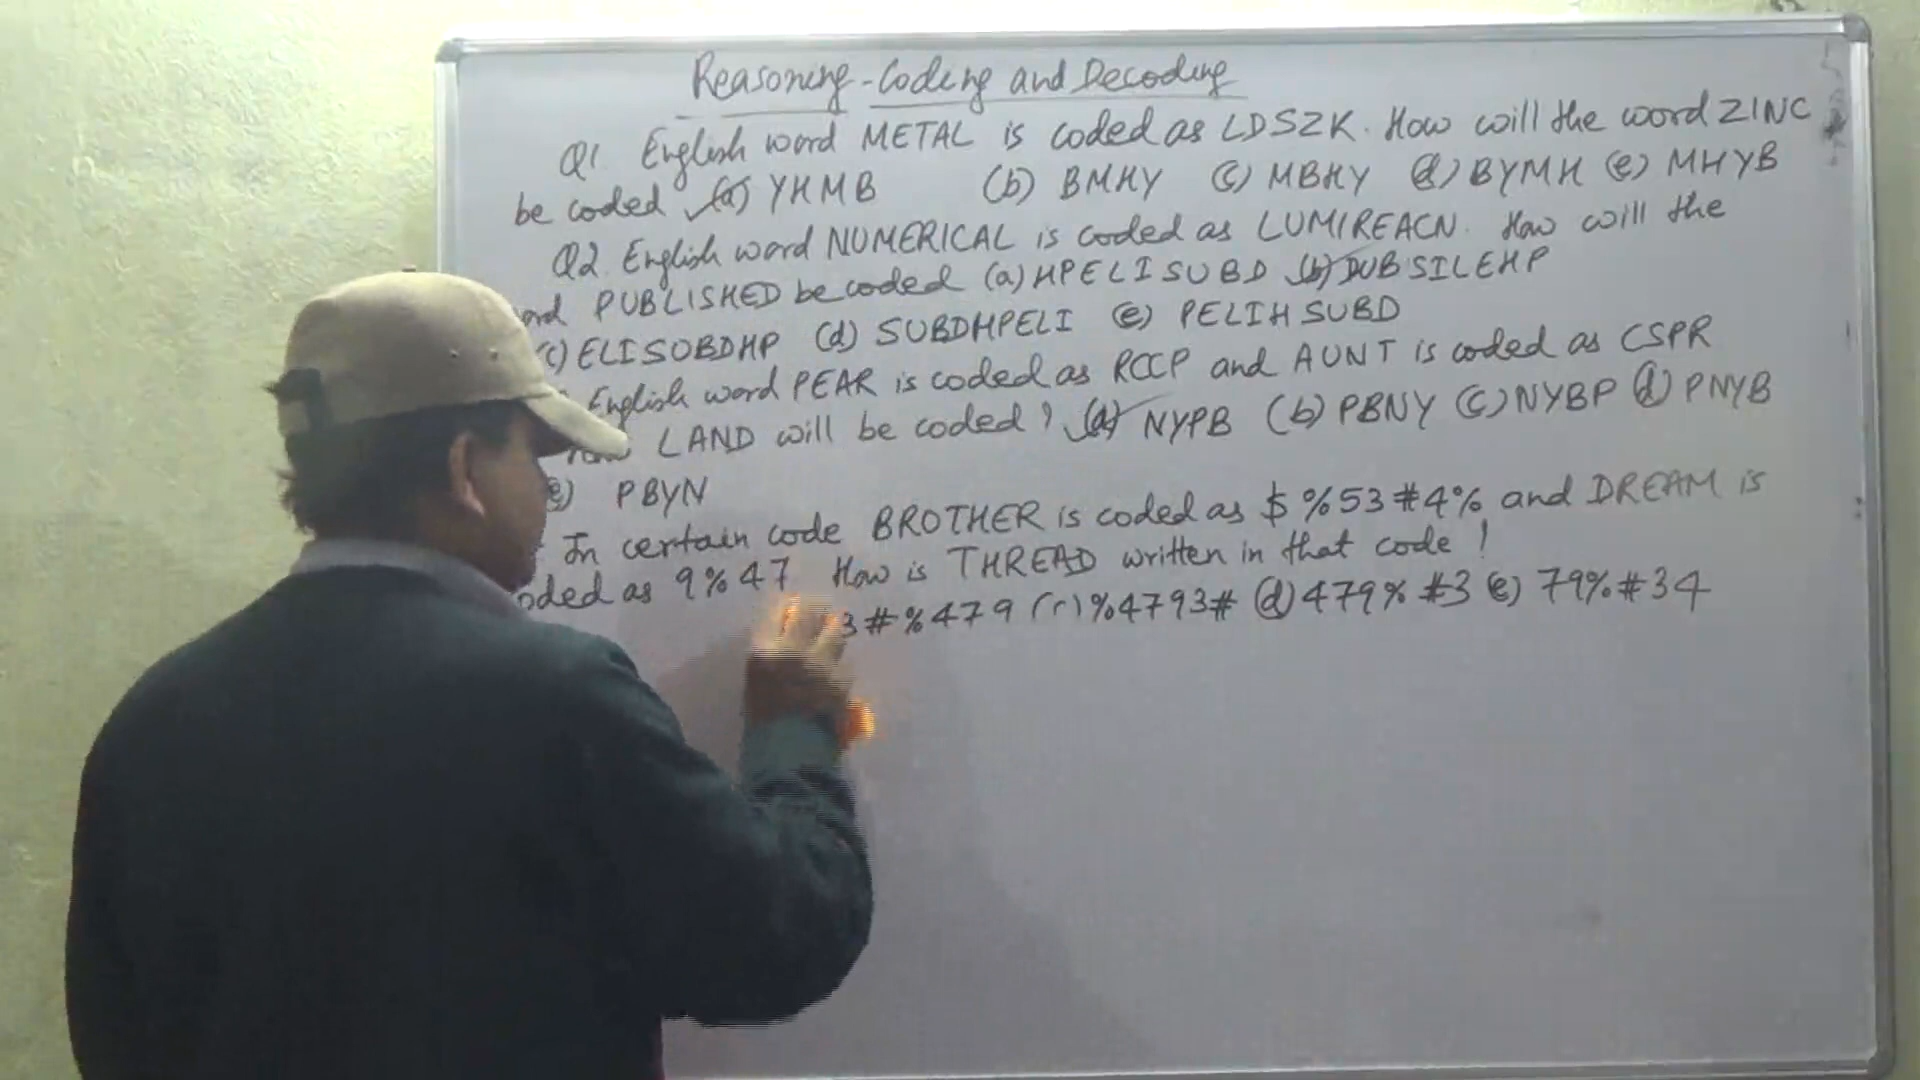 Reasoning - Coding and Decoding
Q1. English word METAL is coded as LDSZK. How will the word ZINC
be coded (a) YHMB (b) BMHY (c) MBHY (d) BYMH (e) MHYB
Q2. English word NUMERICAL is coded as LUMIREACN. How will the
PUBLISHED be coded (a) HPELISUBD (b) DUBSILEHP
(c) ELISUBDHP (d) SUBDHPELI (e) PELIHSUBD
English word PEAR is coded as RCCP and AUNT is coded as CSPR
LAND will be coded? (a) NYPB (b) PBNY (c) NYBP (d) PNYB
(e) PBYN
In certain code BROTHER is coded as $%53#4% and DREAM is
oded as 9%47 How is THREAD written in that code!
3#%479 (c) %4793# (d) 479%#3 (e) 79%#34